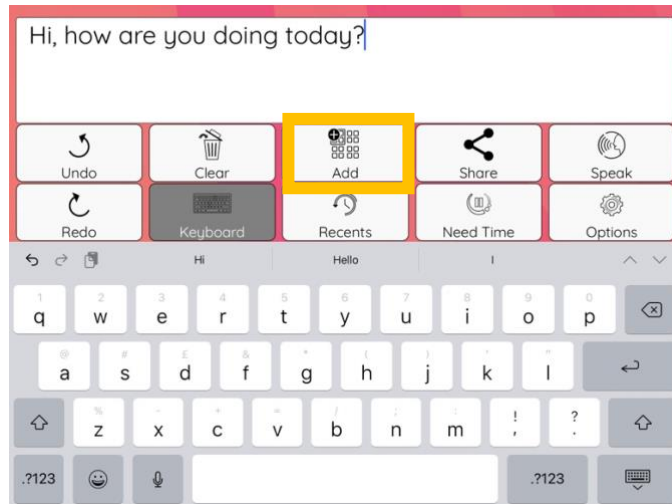 Hi, how are you doing today?
Undo Clear Add Share Speak
Redo Keyboard Recents Need Time Options
Hi Hello I
1 2 3 4 5 6 7 8 9 0
q w e r t y u i o p
@ # £ & * ( ) ' "
a s d f g h j k l
% - + = / ; : ! ?
z x c v b n m , .
.?123 .?123